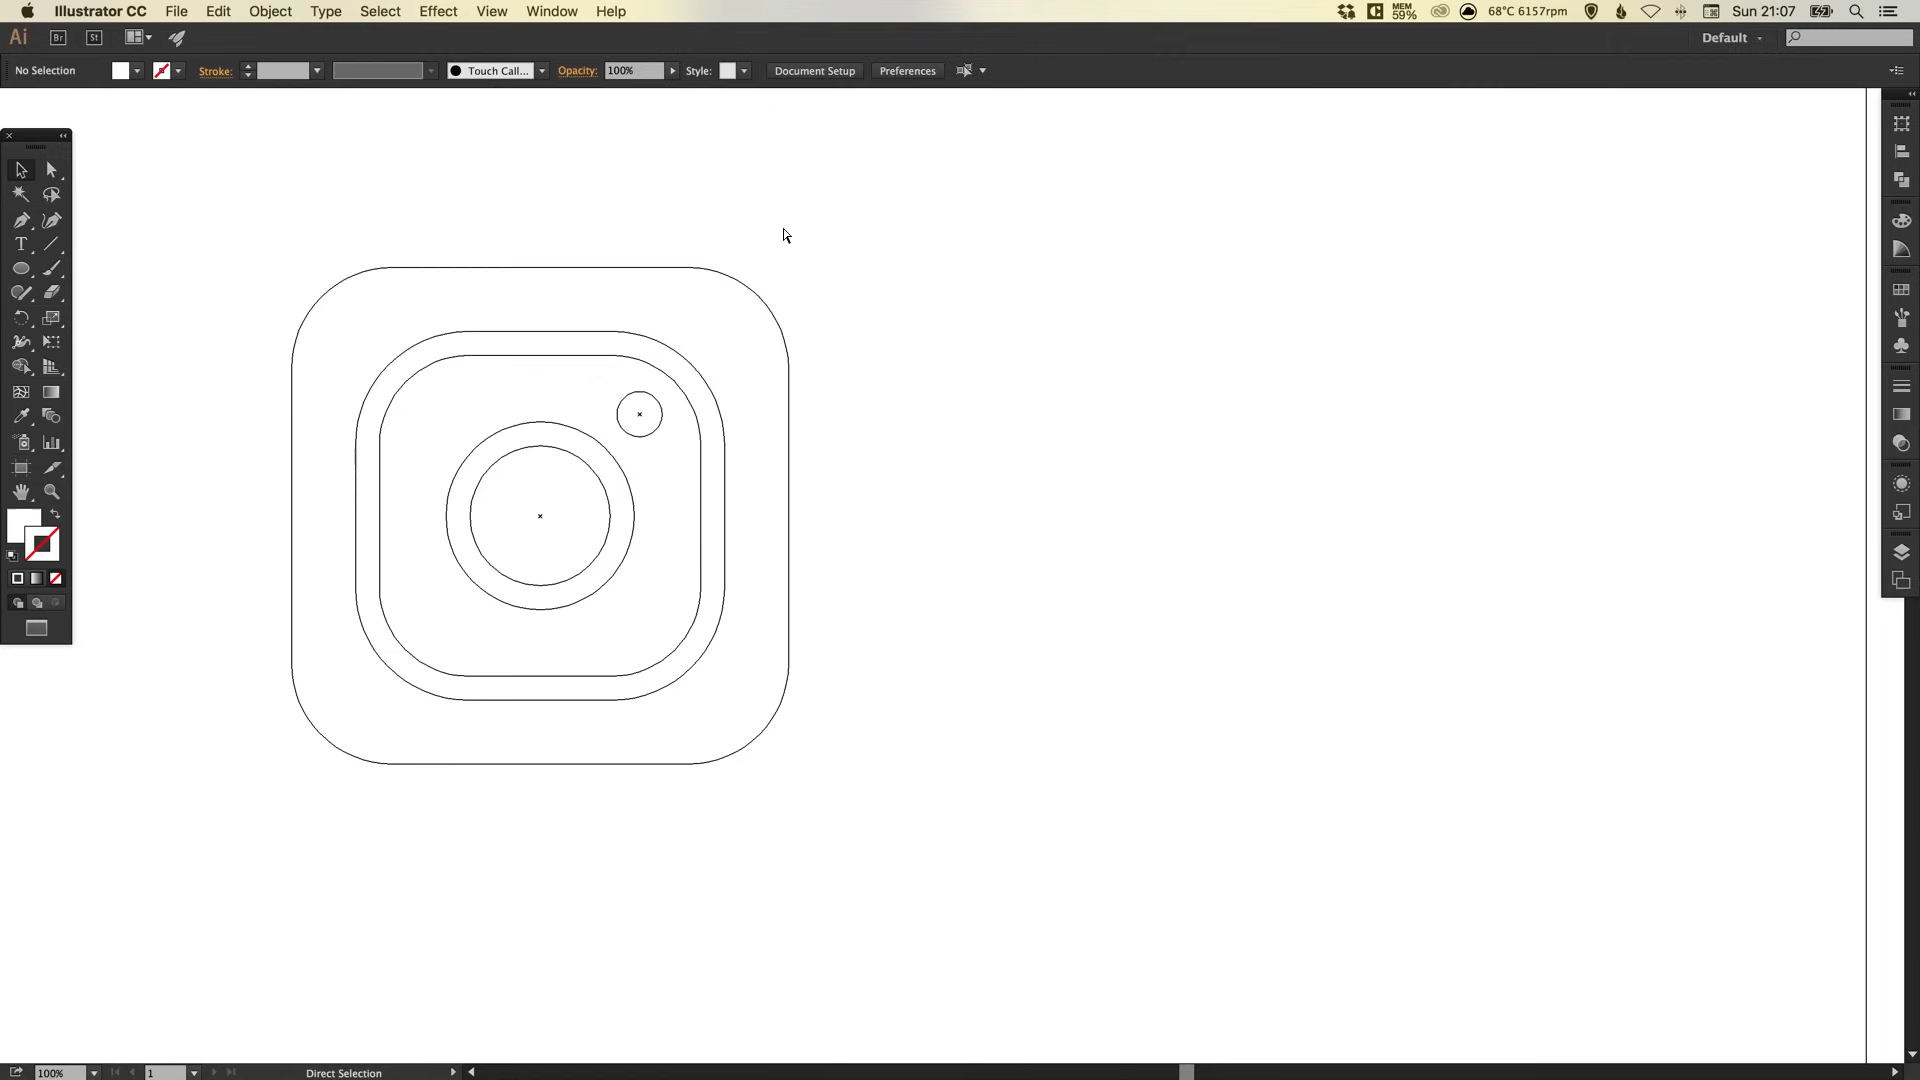 Illustrator CC File Edit Object Type Select Effect View Window Help MEM 59% 68°C 6157rpm Sun 21:07
Ai Br St Default
No Selection Stroke: Touch Call... Opacity: 100% Style: Document Setup Preferences
T
100% 1 Direct Selection